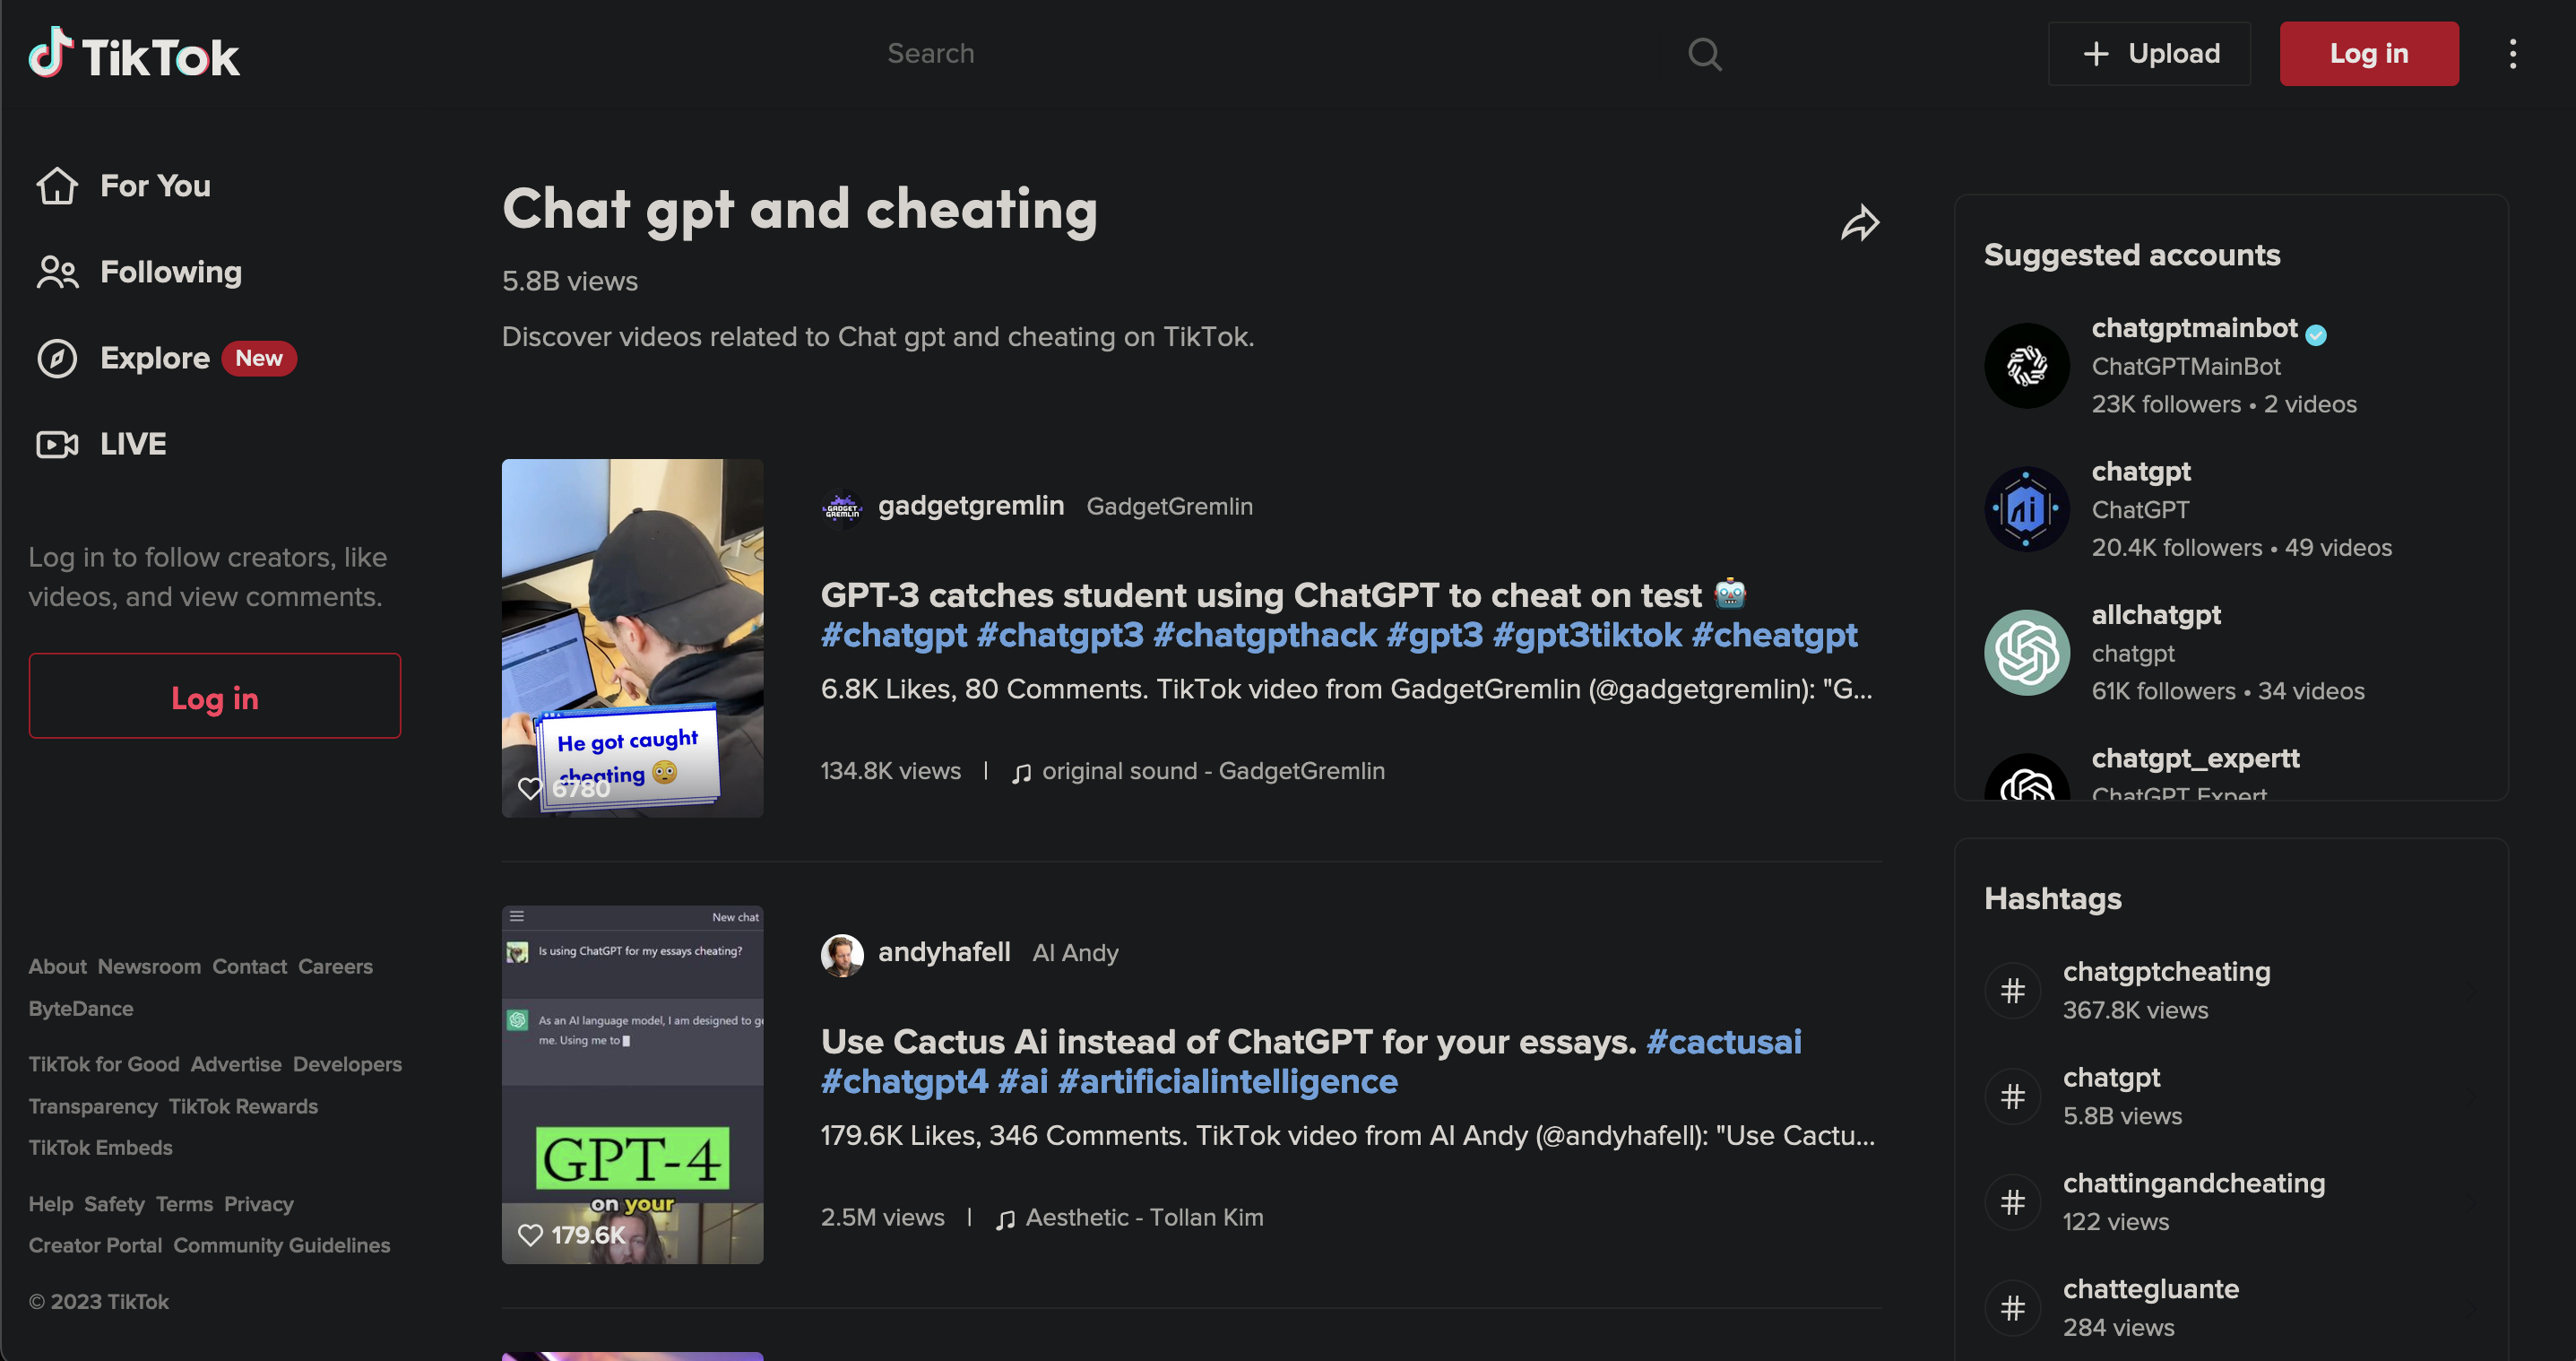 TikTok
Search
Upload
Log in
For You
Following
Explore New
LIVE
Log in to follow creators, like
videos, and view comments.
Log in
About Newsroom Contact Careers
ByteDance
TikTok for Good Advertise Developers
Transparency TikTok Rewards
TikTok Embeds
Help Safety Terms Privacy
Creator Portal Community Guidelines
© 2023 TikTok
Chat gpt and cheating
5.8B views
Discover videos related to Chat gpt and cheating on TikTok.
He got caught
cheating 😳
6780
GADGET
GREMLIN
gadgetgremlin GadgetGremlin
GPT-3 catches student using ChatGPT to cheat on test 🤖
#chatgpt #chatgpt3 #chatgpthack #gpt3 #gpt3tiktok #cheatgpt
6.8K Likes, 80 Comments. TikTok video from GadgetGremlin (@gadgetgremlin): "G...
134.8K views | original sound - GadgetGremlin
New chat
Is using ChatGPT for my essays cheating?
As an AI language model, I am designed to
me. Using me to
GPT-4
on your
179.6K
andyhafell AI Andy
Use Cactus Ai instead of ChatGPT for your essays. #cactusai
#chatgpt4 #ai #artificialintelligence
179.6K Likes, 346 Comments. TikTok video from AI Andy (@andyhafell): "Use Cactu...
2.5M views | Aesthetic - Tollan Kim
Suggested accounts
chatgptmainbot
ChatGPTMainBot
23K followers • 2 videos
Ai
chatgpt
ChatGPT
20.4K followers • 49 videos
allchatgpt
chatgpt
61K followers • 34 videos
chatgpt_expertt
ChatGPT Expert
Hashtags
# chatgptcheating
367.8K views
# chatgpt
5.8B views
# chattingandcheating
122 views
# chattegluante
284 views